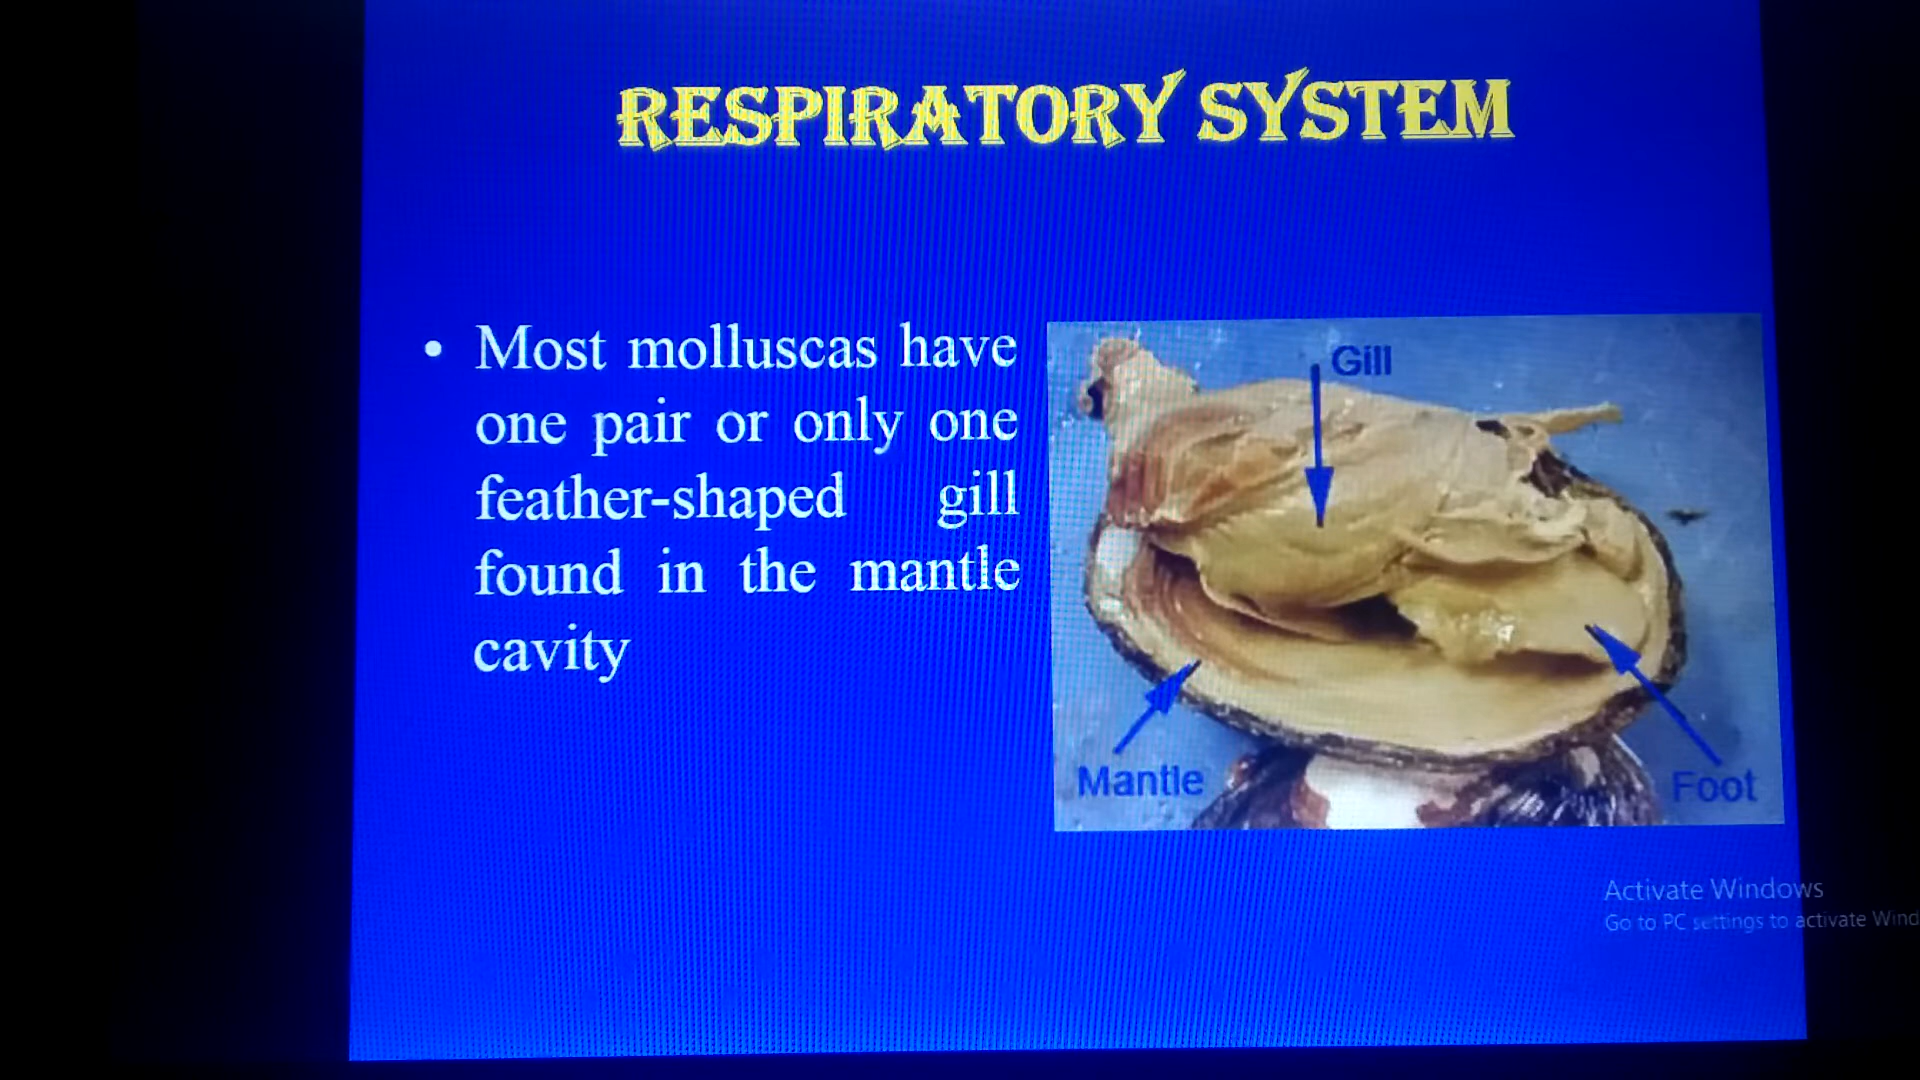 RESPIRATORY SYSTEM
• Most molluscas have
one pair or only one
feather-shaped gill
found in the mantle
cavity
Gill
Mantle
Foot
Activate Windows
Go to PC settings to activate Wind